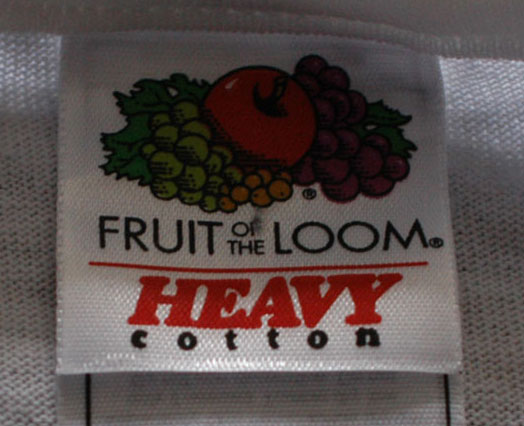 ®
FRUIT OF THE LOOM®
HEAVY
cotton